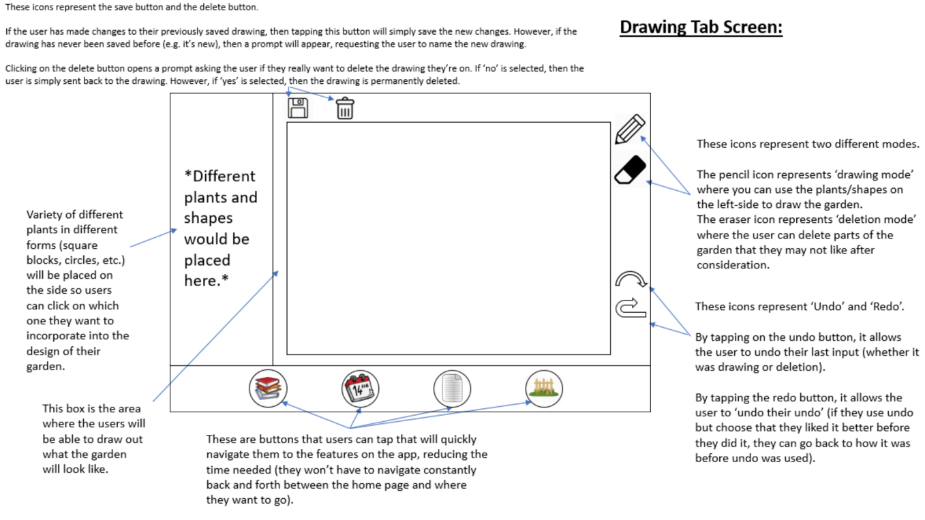 These icons represent the save button and the delete button.
If the user has made changes to their previously saved drawing, then tapping this button will simply save the new changes. However, if the
drawing has never been saved before (e.g. it's new), then a prompt will appear, requesting the user to name the new drawing.
Clicking on the delete button opens a prompt asking the user if they really want to delete the drawing they're on. If 'no' is selected, then the
user is simply sent back to the drawing. However, if 'yes' is selected, then the drawing is permanently deleted.
Drawing Tab Screen:
*Different
plants and
shapes
would be
placed
here.*
Variety of different
plants in different
forms (square
blocks, circles, etc.)
will be placed on
the side so users
can click on which
one they want to
incorporate into the
design of their
garden.
This box is the area
where the users will
be able to draw out
what the garden
will look like.
14
These are buttons that users can tap that will quickly
navigate them to the features on the app, reducing the
time needed (they won't have to navigate constantly
back and forth between the home page and where
they want to go).
These icons represent two different modes.
The pencil icon represents 'drawing mode'
where you can use the plants/shapes on
the left-side to draw the garden.
The eraser icon represents 'deletion mode'
where the user can delete parts of the
garden that they may not like after
consideration.
These icons represent 'Undo' and 'Redo'.
By tapping on the undo button, it allows
the user to undo their last input (whether it
was drawing or deletion).
By tapping the redo button, it allows the
user to 'undo their undo' (if they use undo
but choose that they liked it better before
they did it, they can go back to how it was
before undo was used).